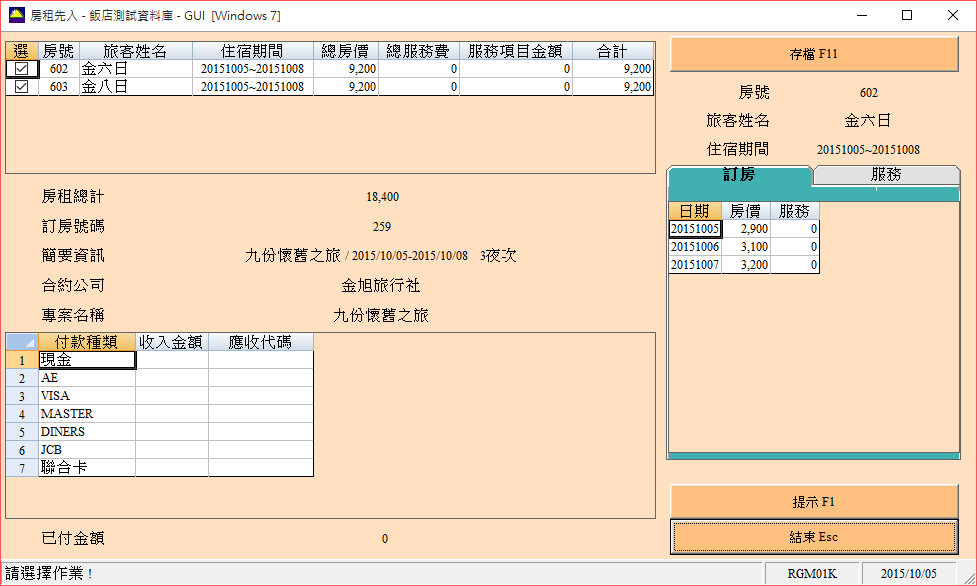 房租先入 - 飯店測試資料庫 - GUI [Windows 7]
選 房號 旅客姓名 住宿期間 總房價 總服務費 服務項目金額 合計
602 金六日 20151005~20151008 9,200 0 0 9,200
603 金八日 20151005~20151008 9,200 0 0 9,200
房租總計 18,400
訂房號碼 259
簡要資訊 九份懷舊之旅 / 2015/10/05-2015/10/08 3夜次
合約公司 金旭旅行社
專案名稱 九份懷舊之旅
付款種類 收入金額 應收代碼
1 現金
2 AE
3 VISA
4 MASTER
5 DINERS
6 JCB
7 聯合卡
已付金額 0
存檔 F11
房號 602
旅客姓名 金六日
住宿期間 20151005~20151008
訂房 服務
日期 房價 服務
20151005 2,900 0
20151006 3,100 0
20151007 3,200 0
提示 F1
結束 Esc
請選擇作業 ! RGM01K 2015/10/05